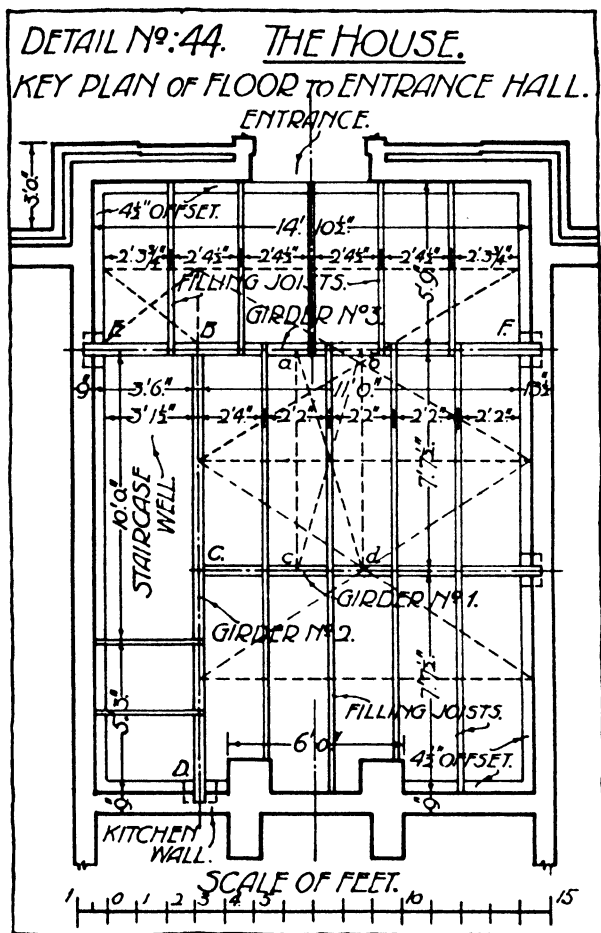 DETAIL Nº:44. THE HOUSE.
KEY PLAN OF FLOOR TO ENTRANCE HALL.
ENTRANCE.
3'0"
4½" OFFSET.
14' 10½"
2'3¾" 2'4½" 2'4½" 2'4½" 2'4½" 2'3¾"
FILLING JOISTS.
5'9"
GIRDER Nº3.
B F.
a b
9" 3'6" 11'0" 13½"
3'1½" 2'4" 2'2" 2'2" 2'2" 2'2"
7'7½"
10'0"
STAIRCASE
WELL.
C. c d
GIRDER Nº1.
GIRDER Nº2.
7'7½"
5'3"
FILLING JOISTS.
6'0"
4½" OFFSET.
D.
9" 9"
KITCHEN
WALL.
SCALE OF FEET.
1 0 1 2 3 4 5 10 15